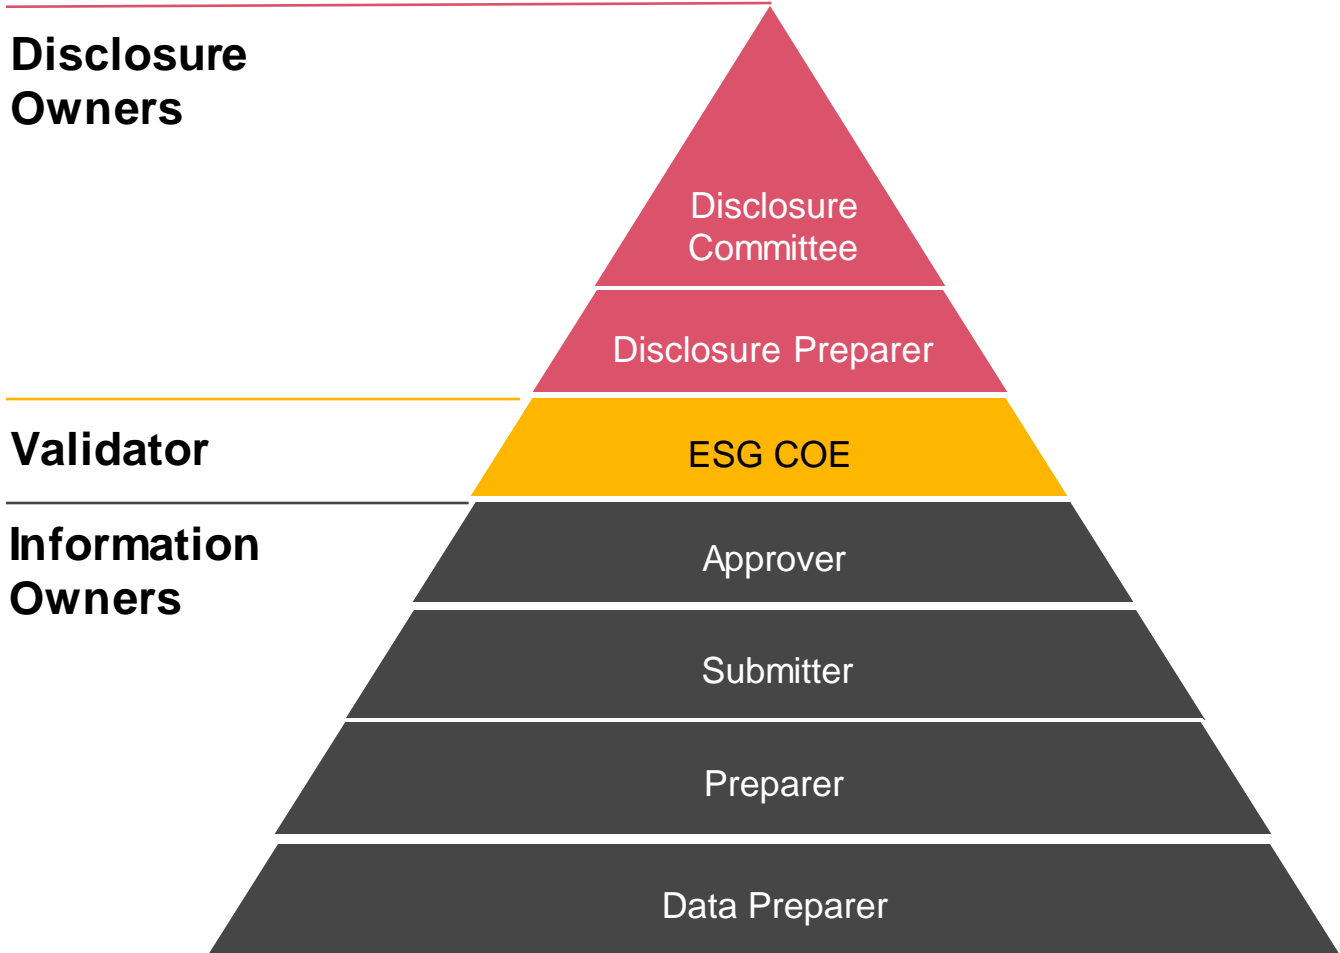 Disclosure
Owners
Disclosure
Committee
Disclosure Preparer
Validator
ESG COE
Information
Owners
Approver
Submitter
Preparer
Data Preparer